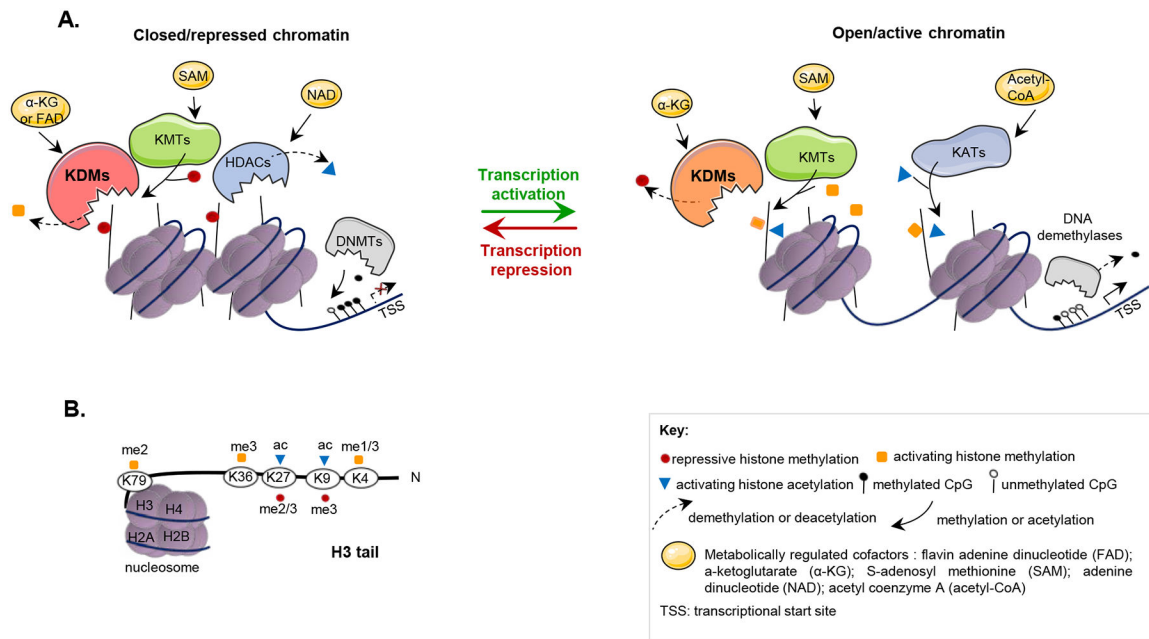 A.
Closed/repressed chromatin
Open/active chromatin
SAM
NAD
α-KG
or FAD
KMTs
HDACs
KDMs
DNMTs
TSS
Transcription
activation
Transcription
repression
SAM
Acetyl-
CoA
α-KG
KMTs
KATs
KDMs
DNA
demethylases
TSS
B.
me2
me3
ac
ac
me1/3
K79
K36
K27
K9
K4
N
me2/3
me3
H3
H4
H2A
H2B
H3 tail
nucleosome
Key:
repressive histone methylation
activating histone methylation
activating histone acetylation
methylated CpG
unmethylated CpG
demethylation or deacetylation
methylation or acetylation
Metabolically regulated cofactors : flavin adenine dinucleotide (FAD);
a-ketoglutarate (α-KG); S-adenosyl methionine (SAM); adenine
dinucleotide (NAD); acetyl coenzyme A (acetyl-CoA)
TSS: transcriptional start site